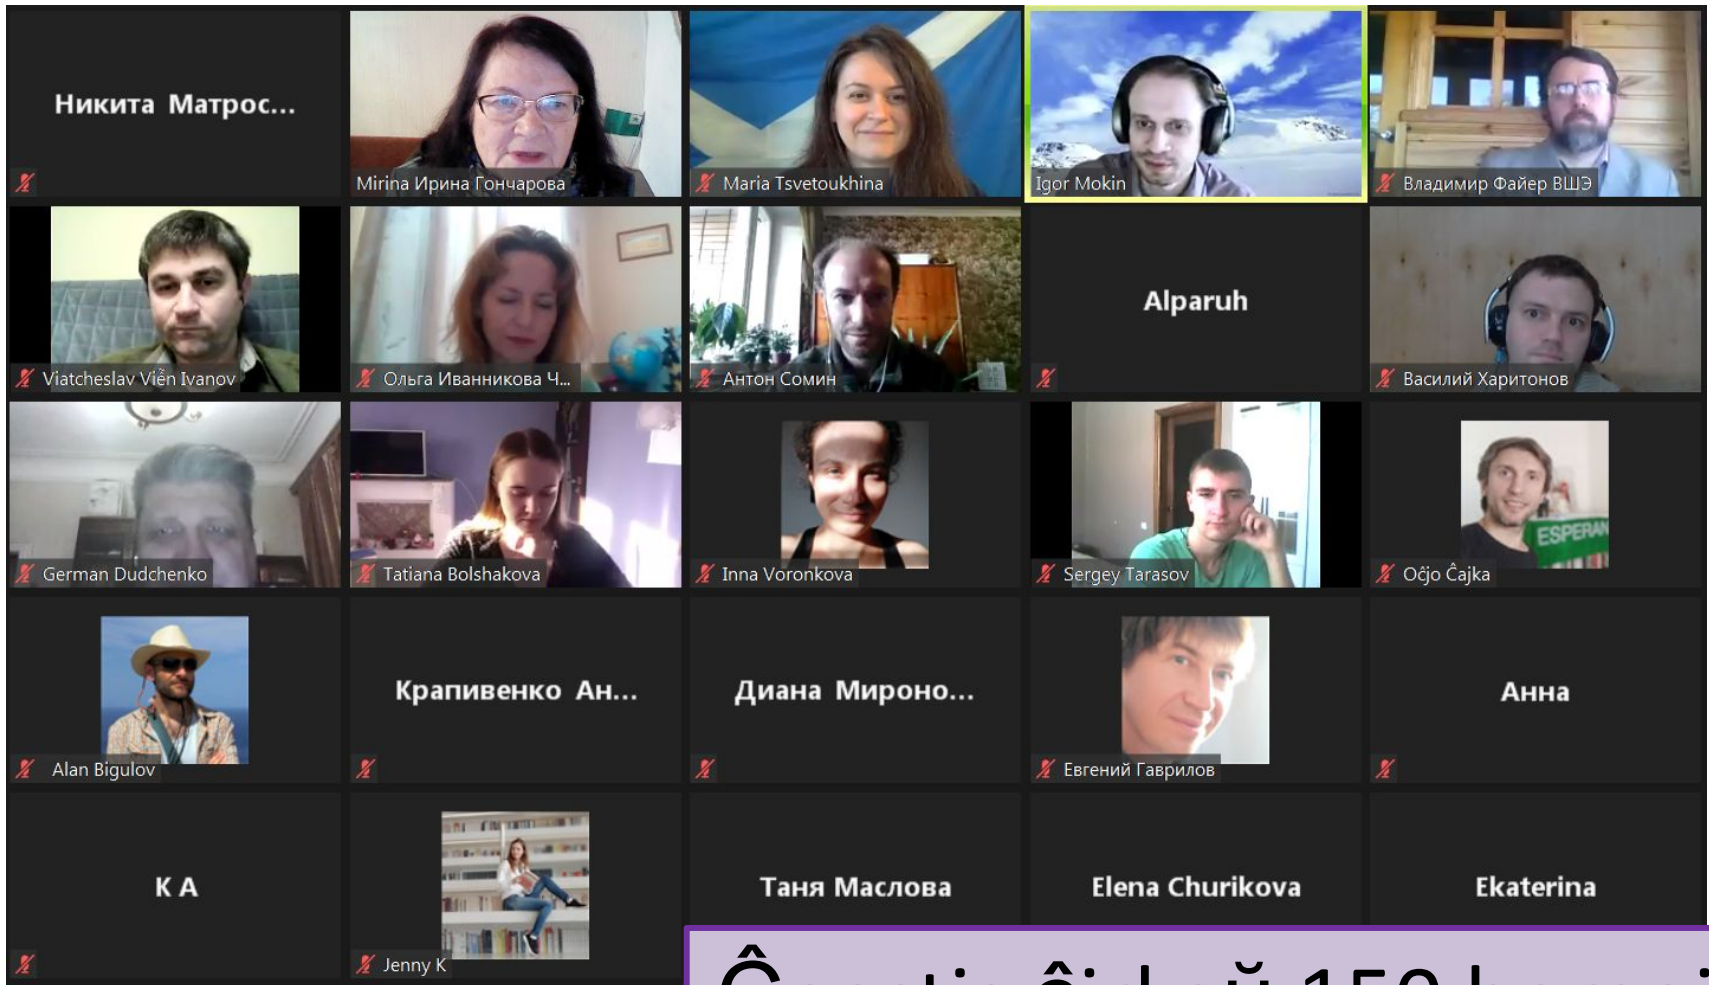 Никита Матрос...
Mirina Ирина Гончарова
Maria Tsvetoukhina
Igor Mokin
Владимир Файер ВШЭ
Viatcheslav Viễn Ivanov
Ольга Иванникова Ч...
Антон Сомин
Alparuh
Василий Харитонов
German Dudchenko
Tatiana Bolshakova
Inna Voronkova
Sergey Tarasov
ESPERAN
Oĉjo Ĉajka
Alan Bigulov
Крапивенко Ан...
Диана Мироно...
Евгений Гаврилов
Анна
К А
Jenny K
Таня Маслова
Elena Churikova
Ekaterina
150